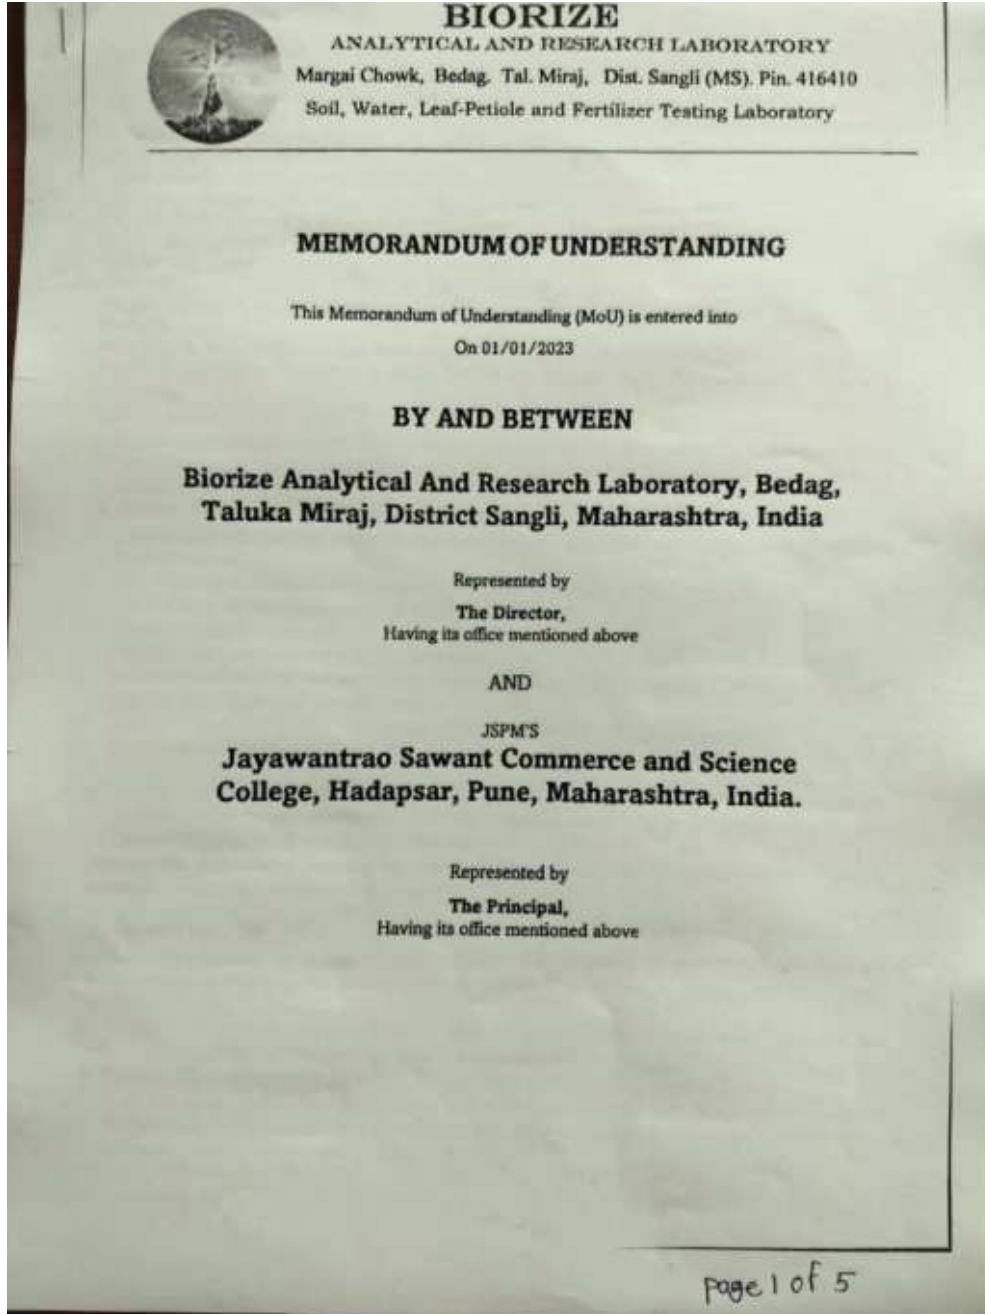 BIORIZE
ANALYTICAL AND RESEARCH LABORATORY
Margai Chowk, Bedag. Tal. Miraj, Dist. Sangli (MS). Pin. 416410
Soil, Water, Leaf-Petiole and Fertilizer Testing Laboratory
MEMORANDUM OF UNDERSTANDING
This Memorandum of Understanding (MoU) is entered into
On 01/01/2023
BY AND BETWEEN
Biorize Analytical And Research Laboratory, Bedag,
Taluka Miraj, District Sangli, Maharashtra, India
Represented by
The Director,
Having its office mentioned above
AND
JSPM'S
Jayawantrao Sawant Commerce and Science
College, Hadapsar, Pune, Maharashtra, India.
Represented by
The Principal,
Having its office mentioned above
page 1 of 5